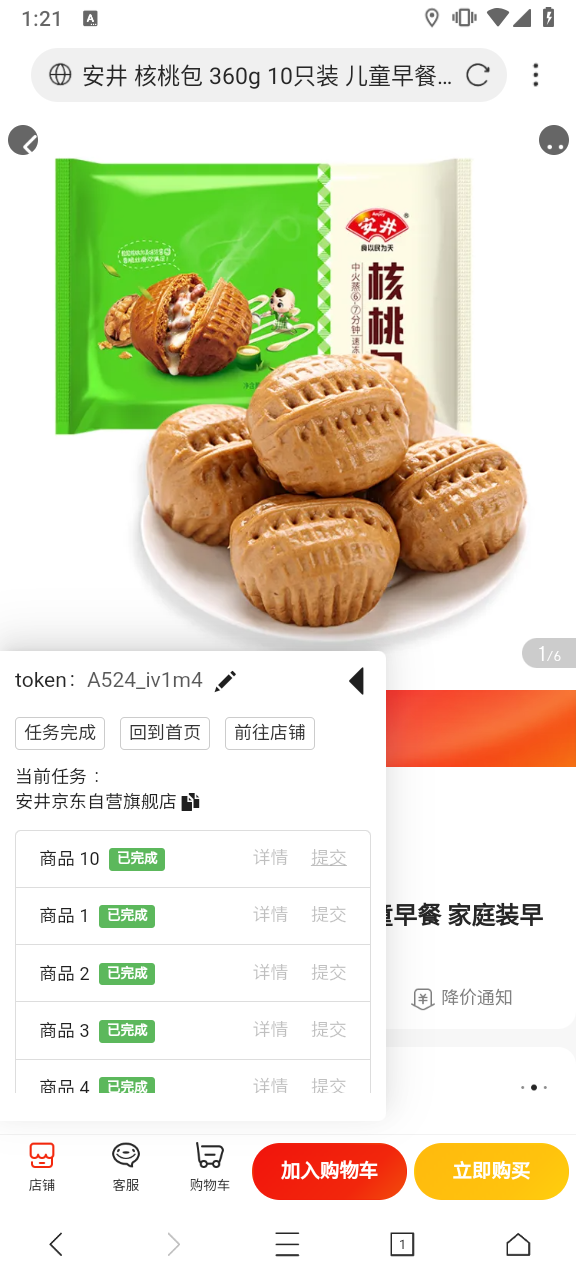 1:21
安井 核桃包 360g 10只装 儿童早餐...
安井
食以民为天
核桃
中火蒸⑥-⑦分钟
1/6
token：A524_iv1m4
任务完成 回到首页 前往店铺
当前任务：
安井京东自营旗舰店
商品 10 已完成 详情 提交
商品 1 已完成 详情 提交
童早餐 家庭装早
商品 2 已完成 详情 提交
降价通知
商品 3 已完成 详情 提交
商品 4 已完成 详情 提交
店铺 客服 购物车 加入购物车 立即购买
1